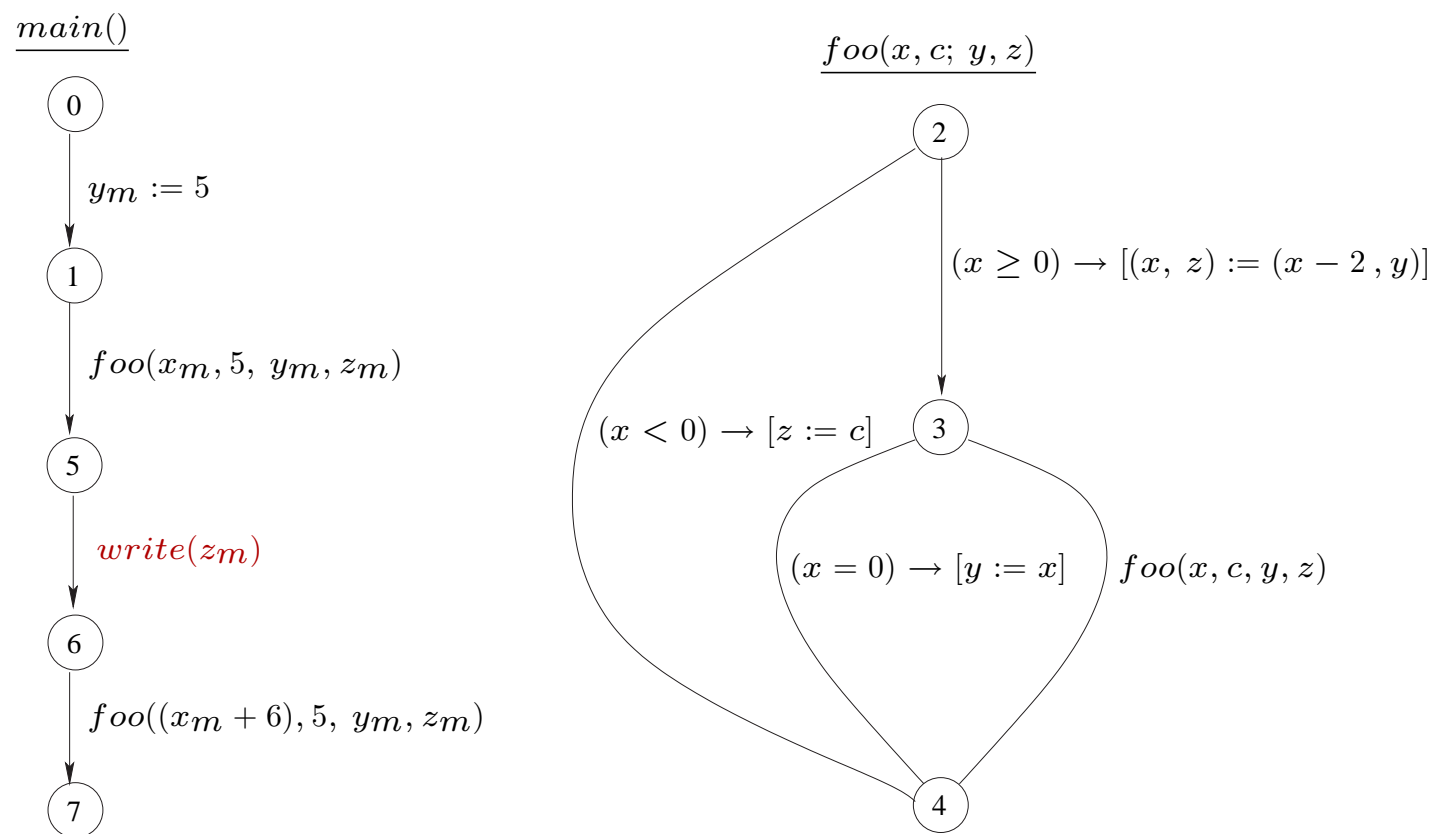 main()
0
y_m := 5
1
foo(x_m, 5, y_m, z_m)
5
write(z_m)
6
foo((x_m + 6), 5, y_m, z_m)
7
foo(x, c; y, z)
2
(x ≥ 0) → [(x, z) := (x − 2 , y)]
(x < 0) → [z := c]
3
(x = 0) → [y := x]
foo(x, c, y, z)
4